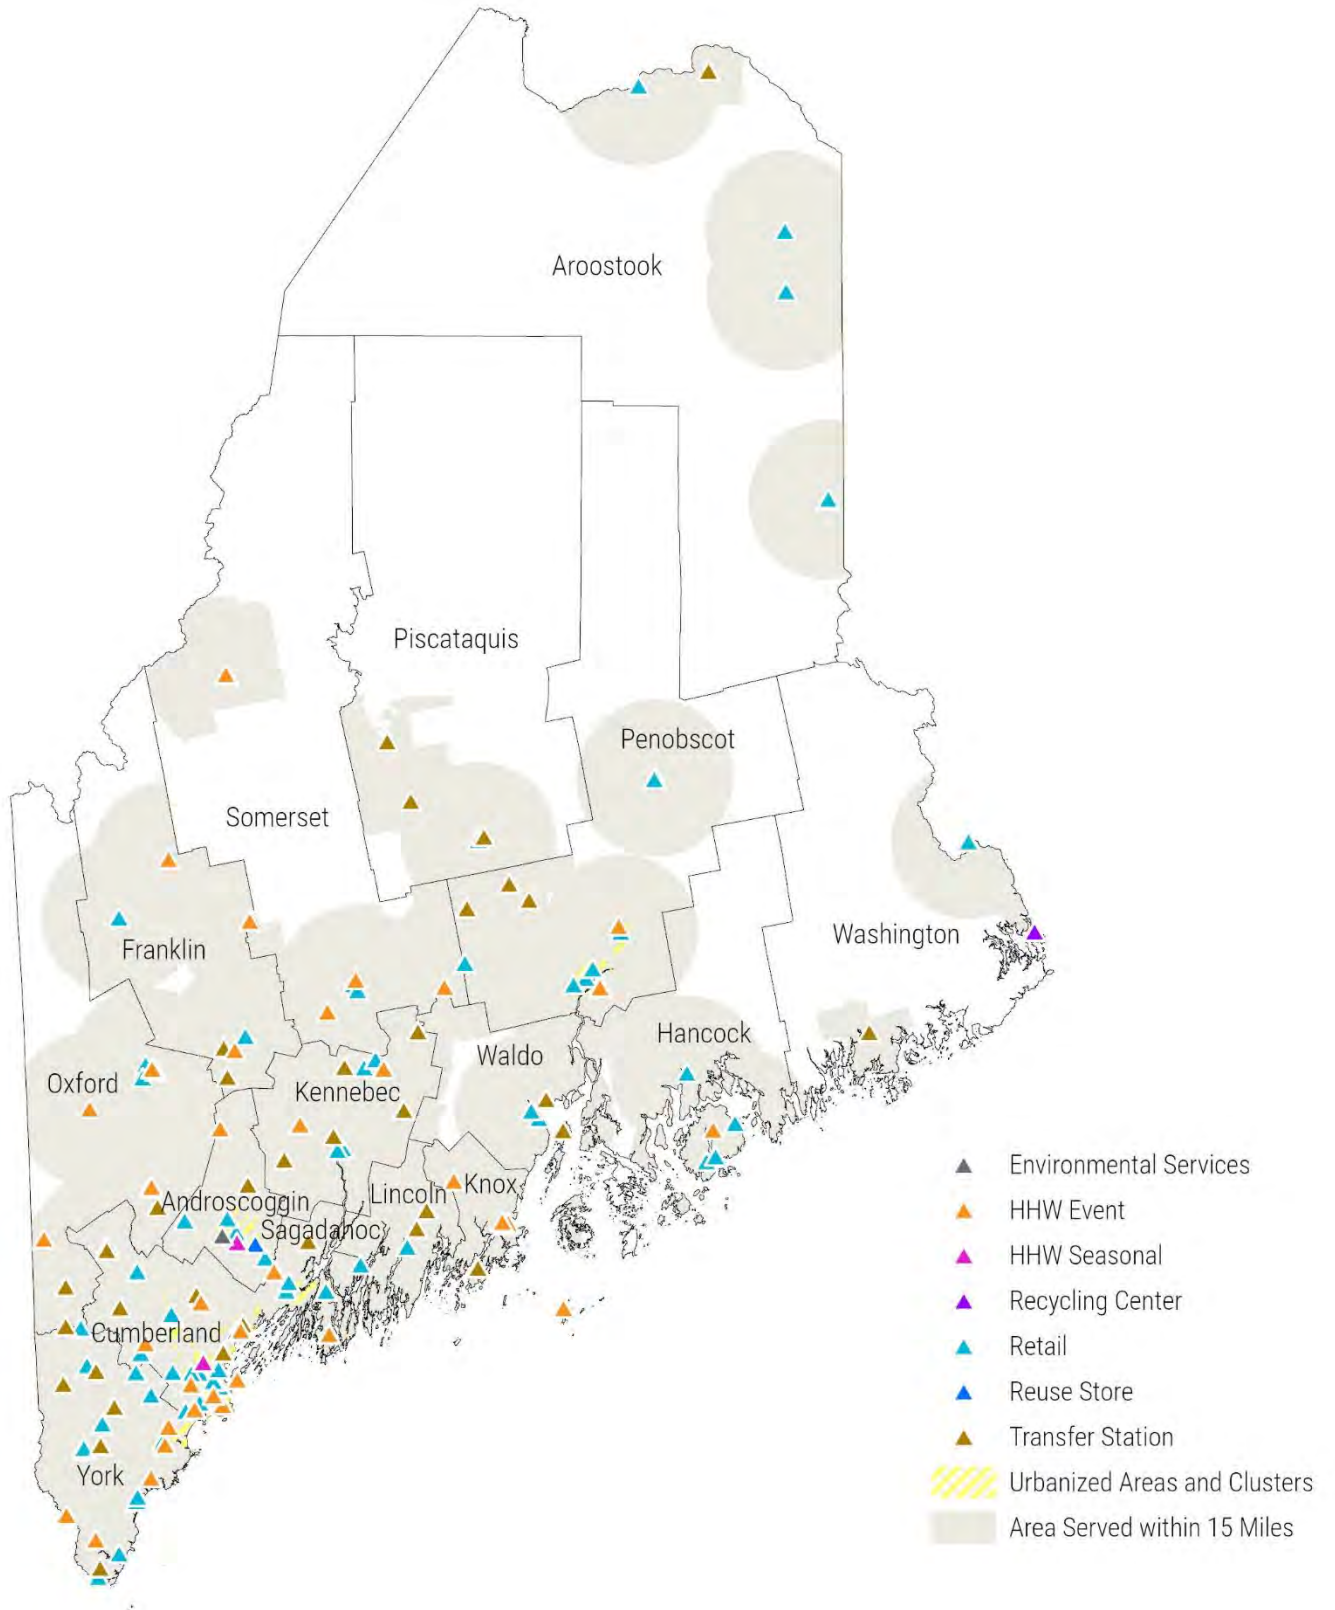 Aroostook
Piscataquis
Penobscot
Somerset
Washington
Franklin
Hancock
Waldo
Oxford
Kennebec
Environmental Services
Lincoln
Knox
Androscoggin
HHW Event
Sagadahoc
HHW Seasonal
Recycling Center
Cumberland
Retail
Reuse Store
Transfer Station
York
Urbanized Areas and Clusters
Area Served within 15 Miles